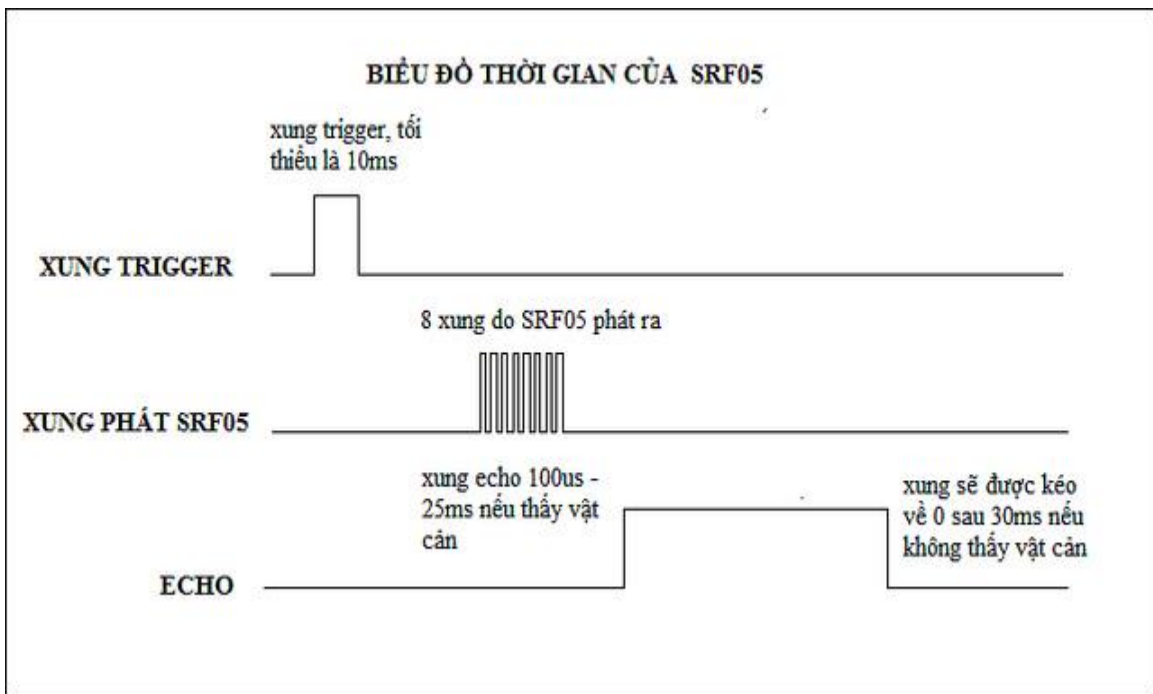 BIỂU ĐỒ THỜI GIAN CỦA SRF05
xung trigger, tối
thiểu là 10ms
XUNG TRIGGER
8 xung do SRF05 phát ra
XUNG PHÁT SRF05
xung echo 100us -
25ms nếu thấy vật
cản
xung sẽ được kéo
về 0 sau 30ms nếu
không thấy vật cản
ECHO